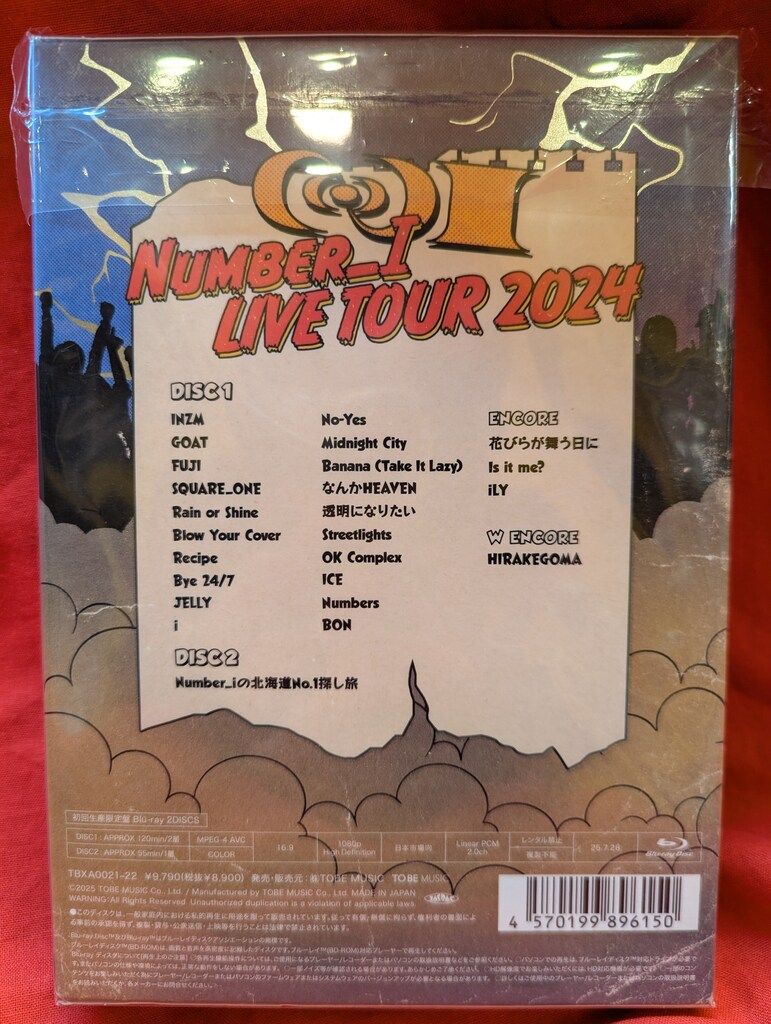 NUMBER_I
LIVE TOUR 2024
DISC 1
INZM
GOAT
FUJI
SQUARE_ONE
Rain or Shine
Blow Your Cover
Recipe
Bye 24/7
JELLY
i
No-Yes
Midnight City
Banana (Take It Lazy)
なんかHEAVEN
透明になりたい
Streetlights
OK Complex
ICE
Numbers
BON
ENCORE
花びらが舞う日に
Is it me?
iLY
W ENCORE
HIRAKEGOMA
DISC 2
Number_iの北海道No.1探し旅
初回生産限定盤 Blu-ray 2DISCS
DISC1 : APPROX 120min/2層
DISC2 : APPROX 55min/1層
MPEG-4 AVC
COLOR
16:9
1080p
High Definition
日本市場向
Linear PCM
2.0ch
レンタル禁止
複製不能
Blu-ray Disc
TBXA0021-22 ¥9,790(税抜¥8,900) 発売・販売元：㈱TOBE MUSIC TOBE MUSIC
©2025 TOBE MUSIC Co., Ltd. / Manufactured by TOBE MUSIC Co., Ltd. MADE IN JAPAN
WARNING: All Rights Reserved. Unauthorized duplication is a violation of applicable laws.
4 570199 896150